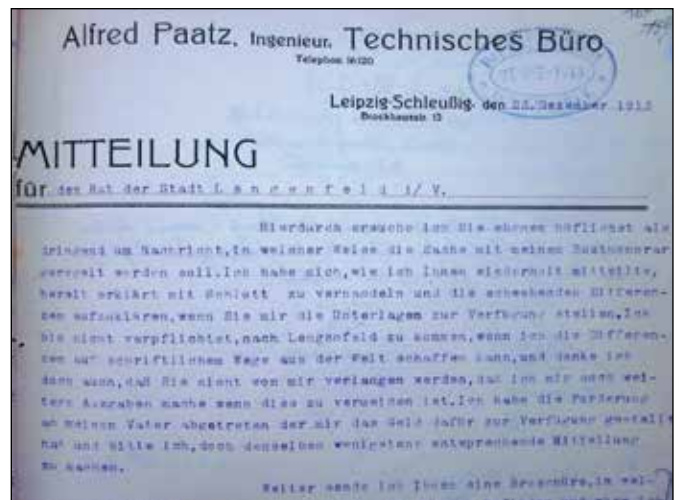 Alfred Paatz, Ingenieur, Technisches Büro
Telephon 16120
Leipzig-Schleußig, den 22. Dezember 1913
Brockhausstr. 13
MITTEILUNG
für den Rat der Stadt L e n g e n f e l d i/ V.
Hierdurch ersuche ich Sie ebenso höflichst als
dringend um Nachricht, in welcher Weise die Sache mit meinem
geregelt werden soll. Ich habe mich, wie ich Ihnen wiederholt mitteilte,
bereit erklärt mit Schlott zu verhandeln und die schwebenden Differen-
zen aufzuklären, wenn Sie mir die Unterlagen zur Verfügung stellen. Ich
bin nicht verpflichtet, nach Lengenfeld zu kommen, wenn ich die Differen-
zen auf schriftlichem Wege aus der Welt schaffen kann, und denke ich
doch auch, daß Sie nicht von mir verlangen werden, daß ich mir noch wei-
tere Ausgaben mache wenn dies zu vermeiden ist. Ich habe die Forderung
an meinen Vater abgetreten der mir das Geld dafür zur Verfügung gestellt
hat und bitte ich, doch denselben wenigstens entsprechende Mitteilung
zu machen.
Weiter sende ich Ihnen eine Broschüre, in wel-